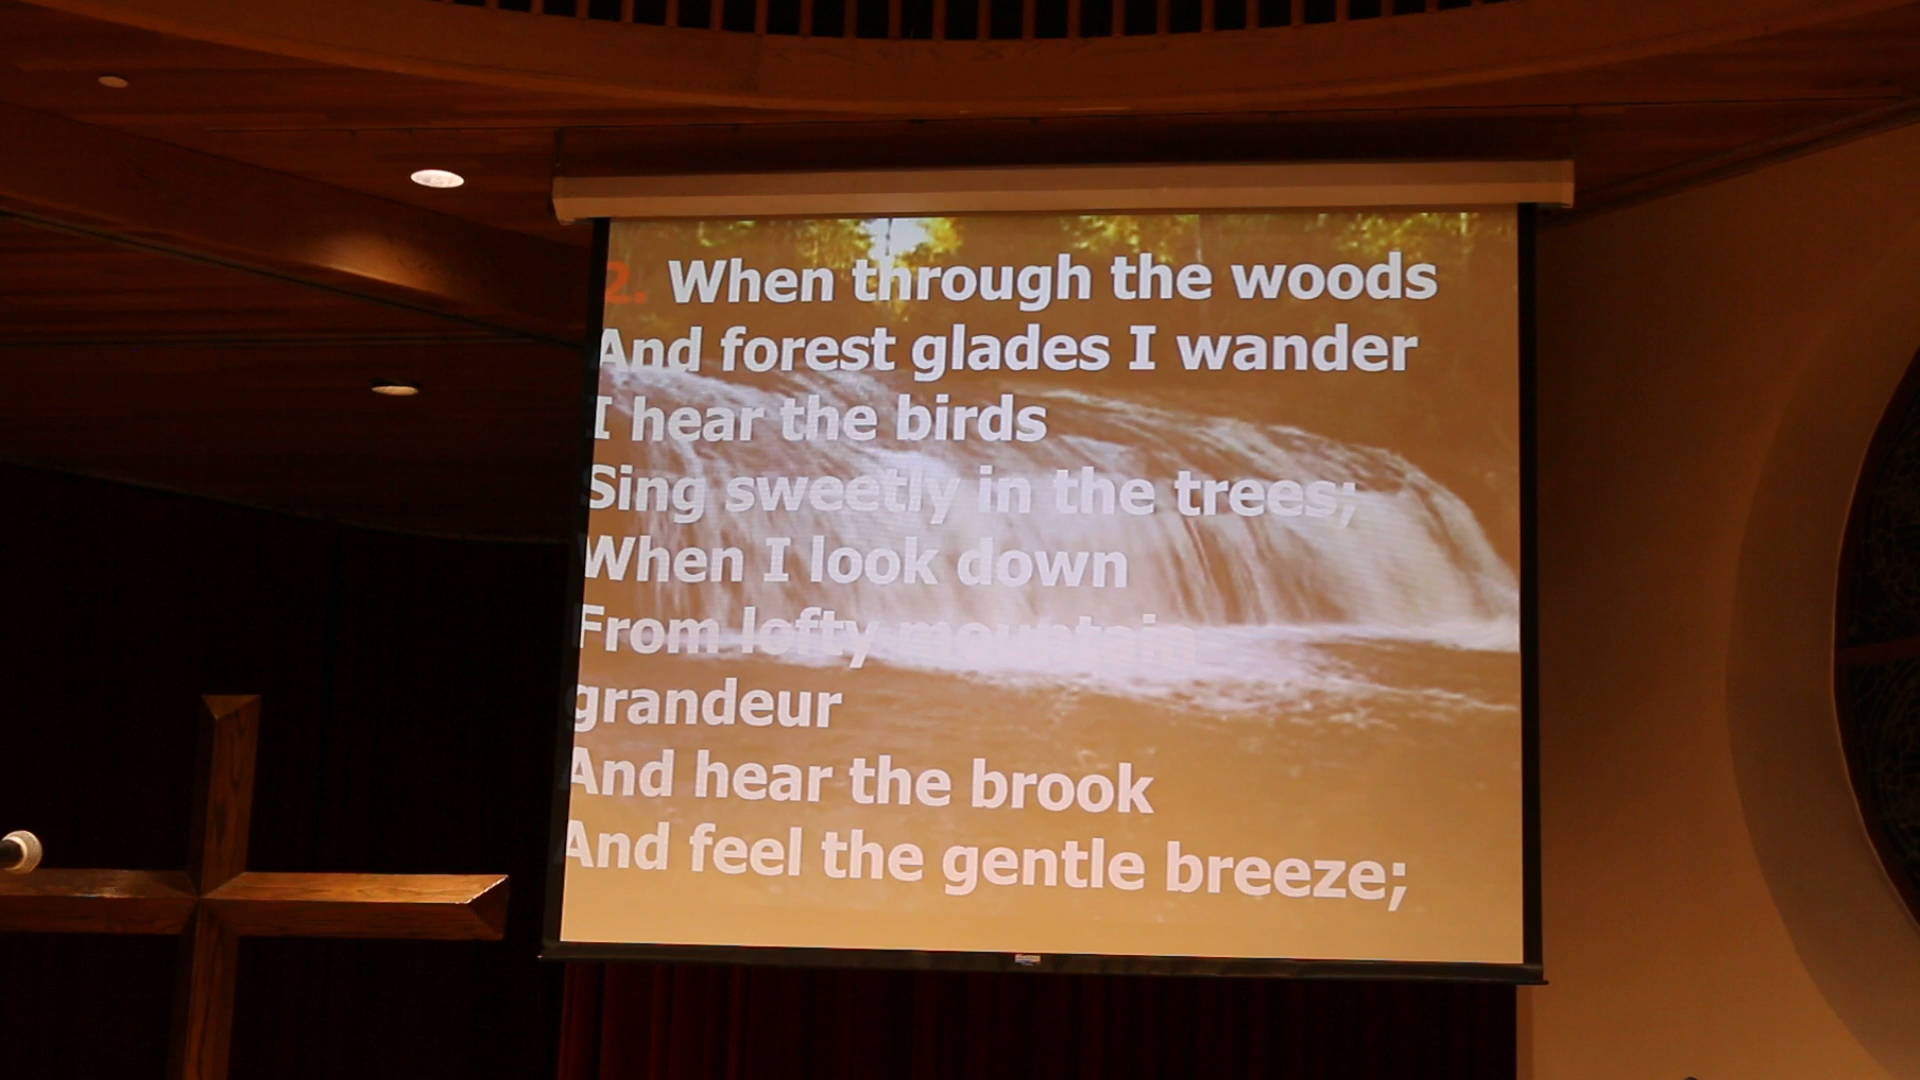 2. When through the woods
And forest glades I wander
I hear the birds
Sing sweetly in the trees;
When I look down
From lofty mountain
grandeur
And hear the brook
And feel the gentle breeze;